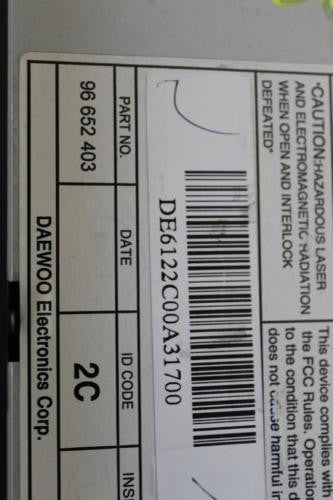 "CAUTION:HAZARDOUS LASER
AND ELECTROMAGNETIC RADIATION
WHEN OPEN AND INTERLOCK
DEFEATED"
This device complies with
the FCC Rules. Operatio
to the condition that this d
does not cause harmful in
DE6122C00A31700
PART NO. DATE ID CODE INS
96 652 403 2C
DAEWOO Electronics Corp.